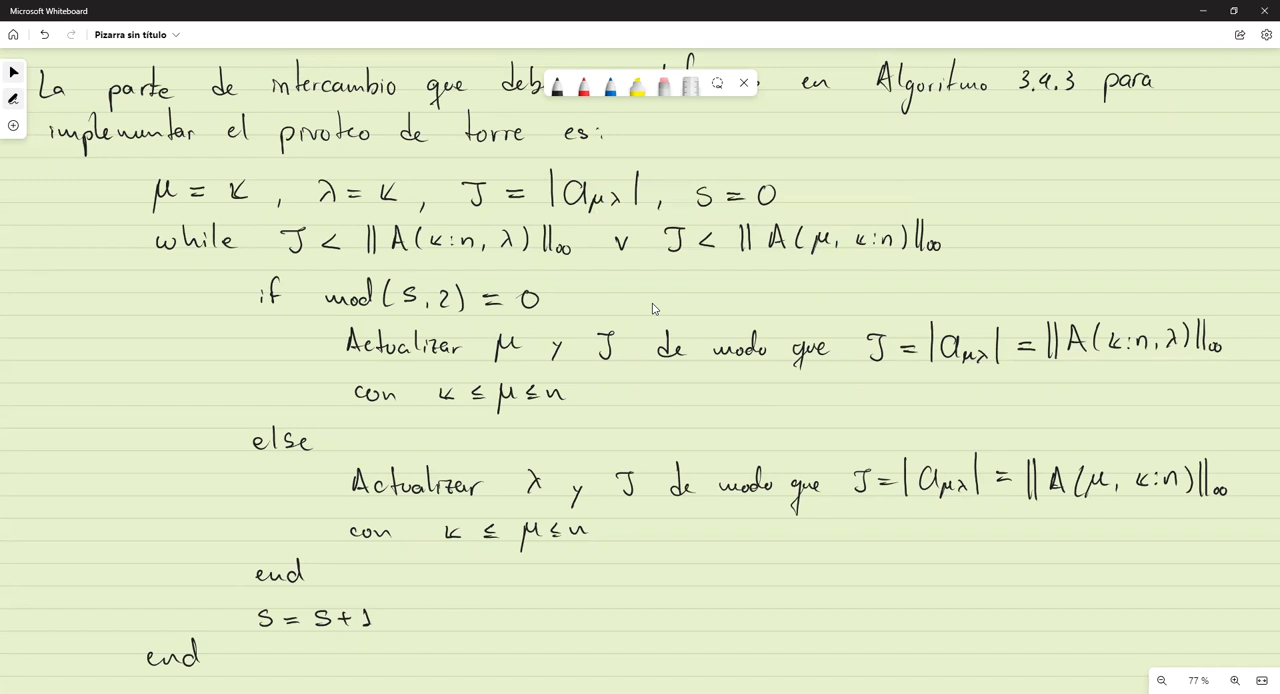 Microsoft Whiteboard
Pizarra sin título
La parte de intercambio que en Algoritmo 3.4.3 para
implementar el pivoteo de torre es:
μ = k , λ = k , J = |a_μλ| , s = 0
while J < ‖A(k:n, λ)‖∞ ∨ J < ‖A(μ, k:n)‖∞
if mod(s,2) = 0
Actualizar μ y J de modo que J = |a_μλ| = ‖A(k:n,λ)‖∞
con k ≤ μ ≤ n
else
Actualizar λ y J de modo que J = |a_μλ| = ‖A(μ, k:n)‖∞
con k ≤ μ ≤ n
end
s = s + 1
end
77 %